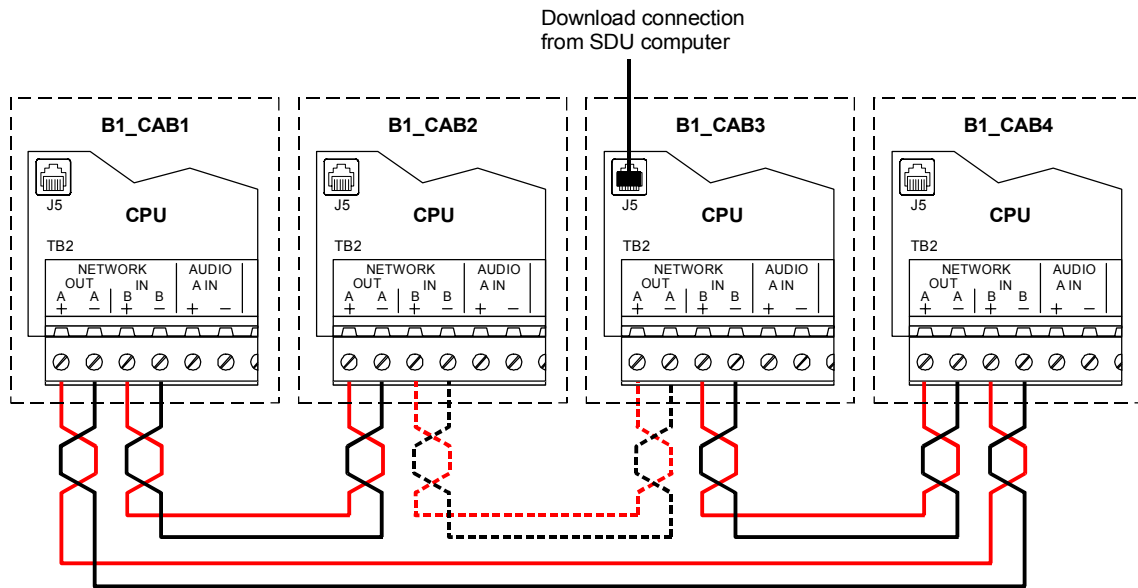 Download connection
from SDU computer
B1_CAB1
J5
CPU
TB2
NETWORK AUDIO
OUT IN A IN
A A B B
+ − + − + −
B1_CAB2
J5
CPU
TB2
NETWORK AUDIO
OUT IN A IN
A A B B
+ − + − + −
B1_CAB3
J5
CPU
TB2
NETWORK AUDIO
OUT IN A IN
A A B B
+ − + − + −
B1_CAB4
J5
CPU
TB2
NETWORK AUDIO
OUT IN A IN
A A B B
+ − + − + −